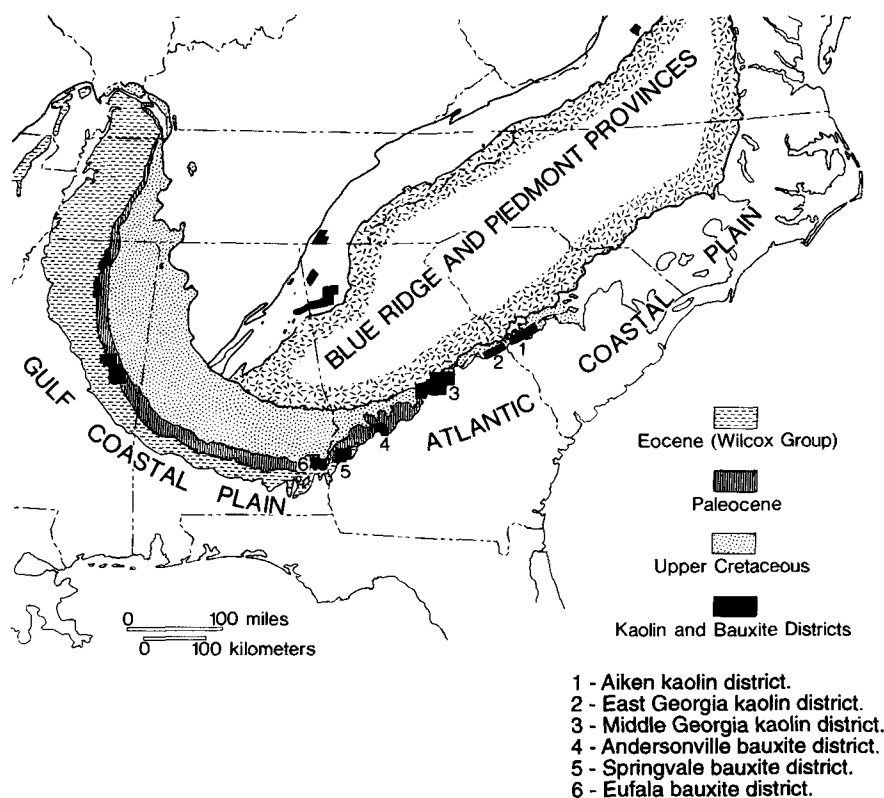 BLUE RIDGE AND PIEDMONT PROVINCES
GULF COASTAL PLAIN
ATLANTIC COASTAL PLAIN
1
2
3
4
5
6
Eocene (Wilcox Group)
Paleocene
Upper Cretaceous
Kaolin and Bauxite Districts
0 100 miles
0 100 kilometers
1 - Aiken kaolin district.
2 - East Georgia kaolin district.
3 - Middle Georgia kaolin district.
4 - Andersonville bauxite district.
5 - Springvale bauxite district.
6 - Eufala bauxite district.